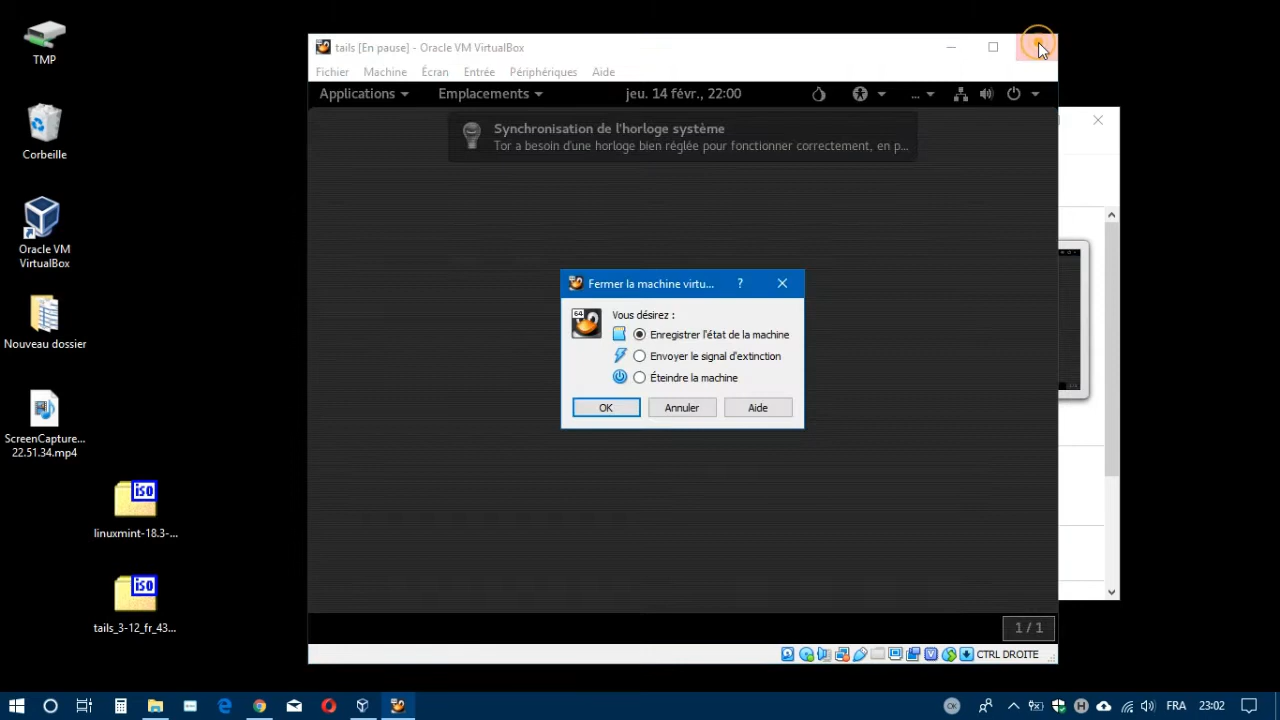 TMP
Corbeille
Oracle VM
VirtualBox
Nouveau dossier
ScreenCapture...
22.51.34.mp4
iso
linuxmint-18.3-...
iso
tails_3-12_fr_43...
tails [En pause] - Oracle VM VirtualBox
Fichier Machine Écran Entrée Périphériques Aide
Applications Emplacements jeu. 14 févr., 22:00 ...
Synchronisation de l'horloge système
Tor a besoin d'une horloge bien réglée pour fonctionner correctement, en p...
Fermer la machine virtu... ?
64
Vous désirez :
Enregistrer l'état de la machine
Envoyer le signal d'extinction
Éteindre la machine
OK Annuler Aide
1 / 1
CTRL DROITE
OK FRA 23:02